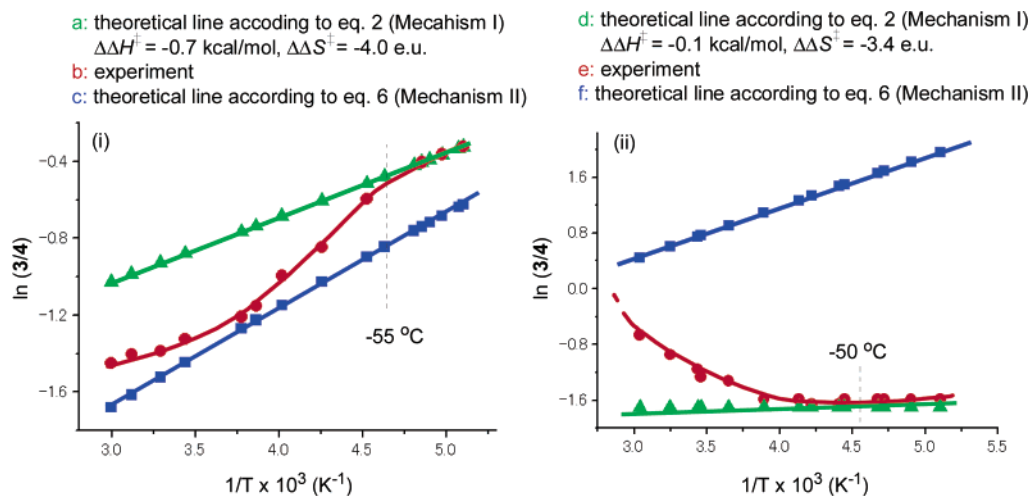 a: theoretical line accoding to eq. 2 (Mecahism I)
ΔΔH‡ = -0.7 kcal/mol, ΔΔS‡ = -4.0 e.u.
b: experiment
c: theoretical line according to eq. 6 (Mechanism II)
d: theoretical line according to eq. 2 (Mechanism I)
ΔΔH‡ = -0.1 kcal/mol, ΔΔS‡ = -3.4 e.u.
e: experiment
f: theoretical line according to eq. 6 (Mechanism II)
(i)
ln (3/4)
−0.4
−0.8
−1.2
−1.6
-55 °C
3.0 3.5 4.0 4.5 5.0
1/T x 10³ (K⁻¹)
(ii)
ln (3/4)
1.6
0.8
0.0
−0.8
−1.6
-50 °C
3.0 3.5 4.0 4.5 5.0 5.5
1/T x 10³ (K⁻¹)